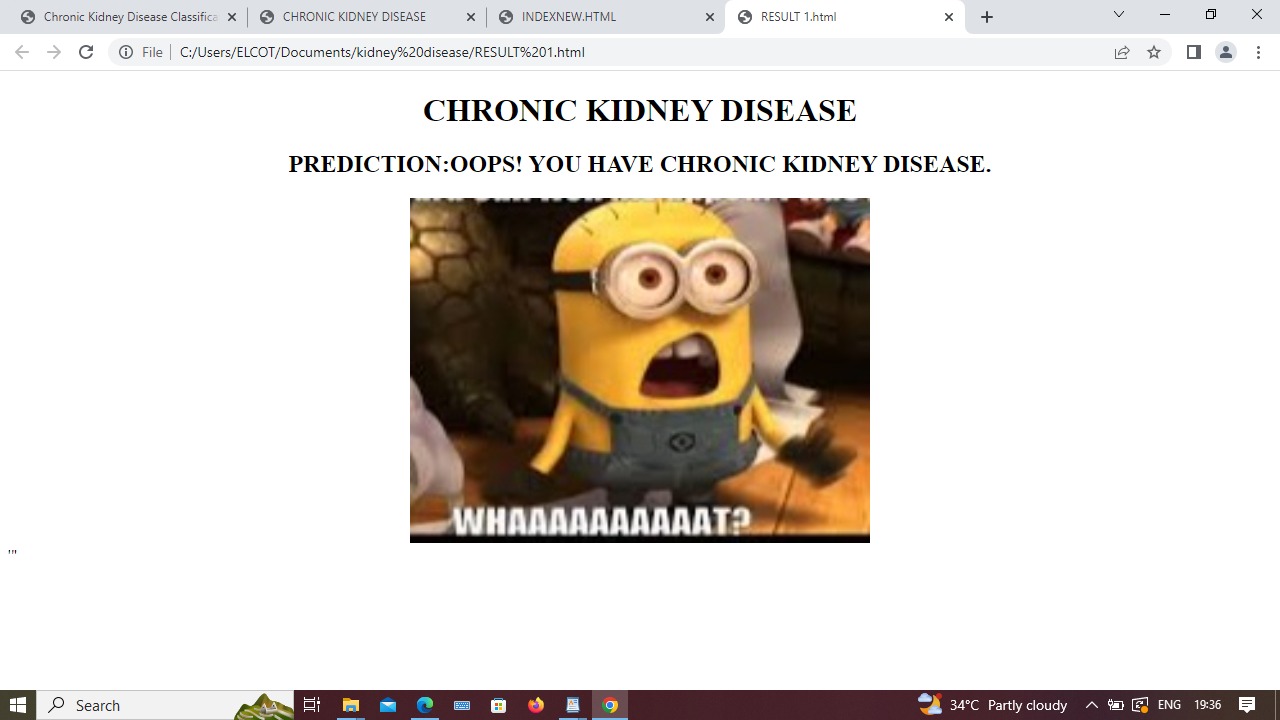 Chronic Kidney Disease Classifica
CHRONIC KIDNEY DISEASE
INDEXNEW.HTML
RESULT 1.html
File
C:/Users/ELCOT/Documents/kidney%20disease/RESULT%201.html
CHRONIC KIDNEY DISEASE
PREDICTION:OOPS! YOU HAVE CHRONIC KIDNEY DISEASE.
WHAAAAAAAAAAT?
'"
Search
34°C Partly cloudy
ENG
19:36